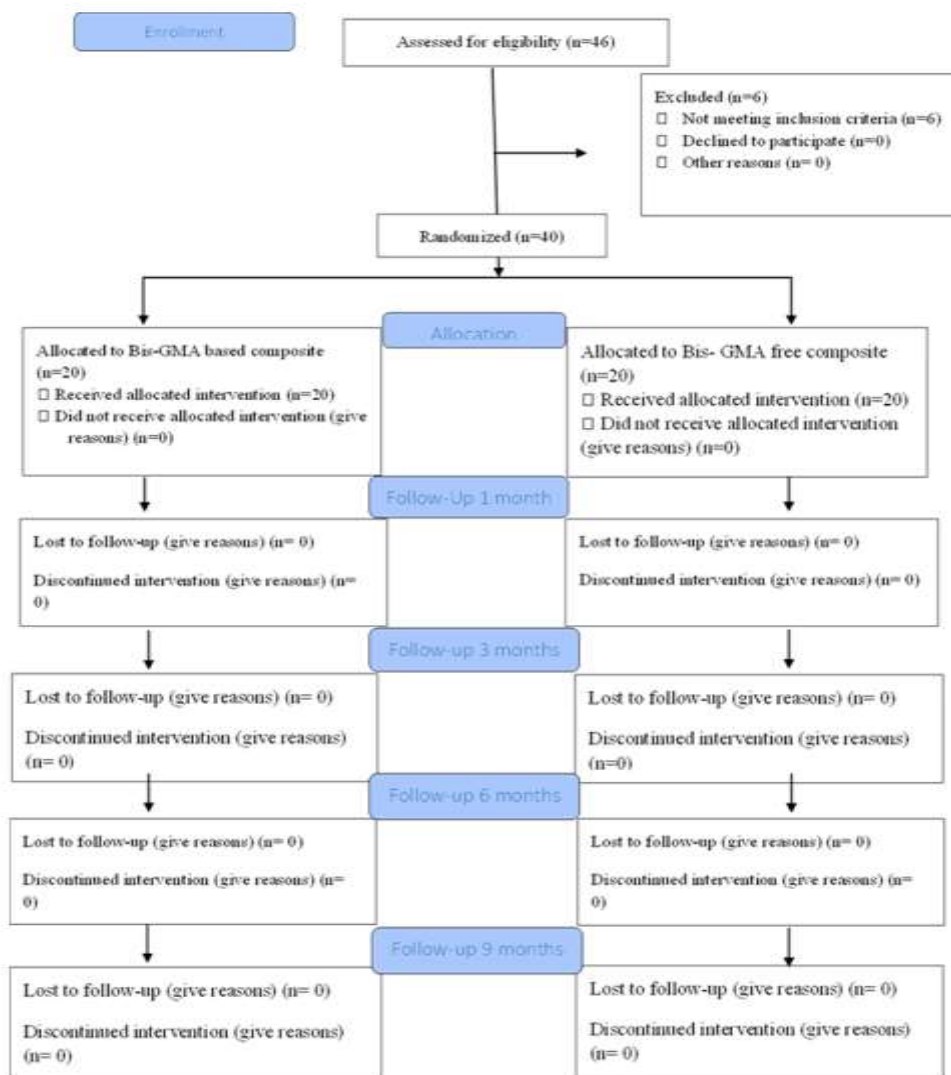 Enrollment
Assessed for eligibility (n=46)
Excluded (n=6)
□ Not meeting inclusion criteria (n=6)
□ Declined to participate (n=0)
□ Other reasons (n= 0)
Randomized (n=40)
Allocation
Allocated to Bis-GMA based composite
(n=20)
□ Received allocated intervention (n=20)
□ Did not receive allocated intervention (give
reasons) (n=0)
Allocated to Bis- GMA free composite
(n=20)
□ Received allocated intervention (n=20)
□ Did not receive allocated intervention
(give reasons) (n=0)
Follow-Up 1 month
Lost to follow-up (give reasons) (n= 0)
Discontinued intervention (give reasons) (n=
0)
Lost to follow-up (give reasons) (n= 0)
Discontinued intervention (give reasons) (n= 0)
Follow-up 3 months
Lost to follow-up (give reasons) (n= 0)
Discontinued intervention (give reasons)
(n= 0)
Lost to follow-up (give reasons) (n= 0)
Discontinued intervention (give reasons)
(n=0)
Follow-up 6 months
Lost to follow-up (give reasons) (n= 0)
Discontinued intervention (give reasons) (n=
0)
Lost to follow-up (give reasons) (n= 0)
Discontinued intervention (give reasons) (n=
0)
Follow-up 9 months
Lost to follow-up (give reasons) (n= 0)
Discontinued intervention (give reasons)
(n= 0)
Lost to follow-up (give reasons) (n= 0)
Discontinued intervention (give reasons)
(n= 0)